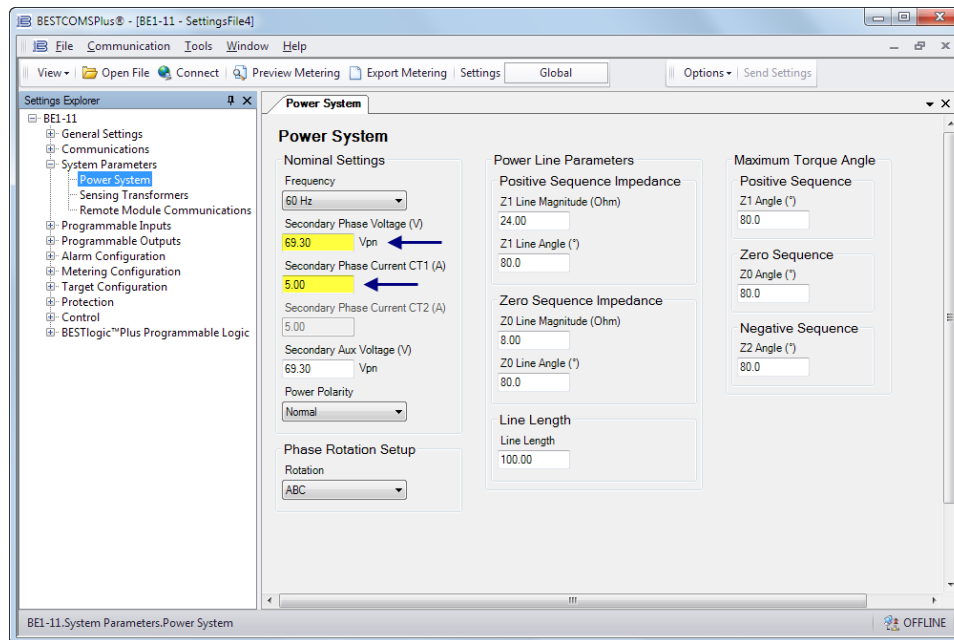 BESTCOMSPlus® - [BE1-11 - SettingsFile4]
File Communication Tools Window Help
View Open File Connect Preview Metering Export Metering Settings Global Options Send Settings
Settings Explorer
BE1-11
General Settings
Communications
System Parameters
Power System
Sensing Transformers
Remote Module Communications
Programmable Inputs
Programmable Outputs
Alarm Configuration
Metering Configuration
Target Configuration
Protection
Control
BESTlogic™Plus Programmable Logic
Power System
Power System
Nominal Settings
Frequency
60 Hz
Secondary Phase Voltage (V)
69.30 Vpn
Secondary Phase Current CT1 (A)
5.00
Secondary Phase Current CT2 (A)
5.00
Secondary Aux Voltage (V)
69.30 Vpn
Power Polarity
Normal
Phase Rotation Setup
Rotation
ABC
Power Line Parameters
Positive Sequence Impedance
Z1 Line Magnitude (Ohm)
24.00
Z1 Line Angle (°)
80.0
Zero Sequence Impedance
Z0 Line Magnitude (Ohm)
8.00
Z0 Line Angle (°)
80.0
Line Length
Line Length
100.00
Maximum Torque Angle
Positive Sequence
Z1 Angle (°)
80.0
Zero Sequence
Z0 Angle (°)
80.0
Negative Sequence
Z2 Angle (°)
80.0
BE1-11.System Parameters.Power System OFFLINE